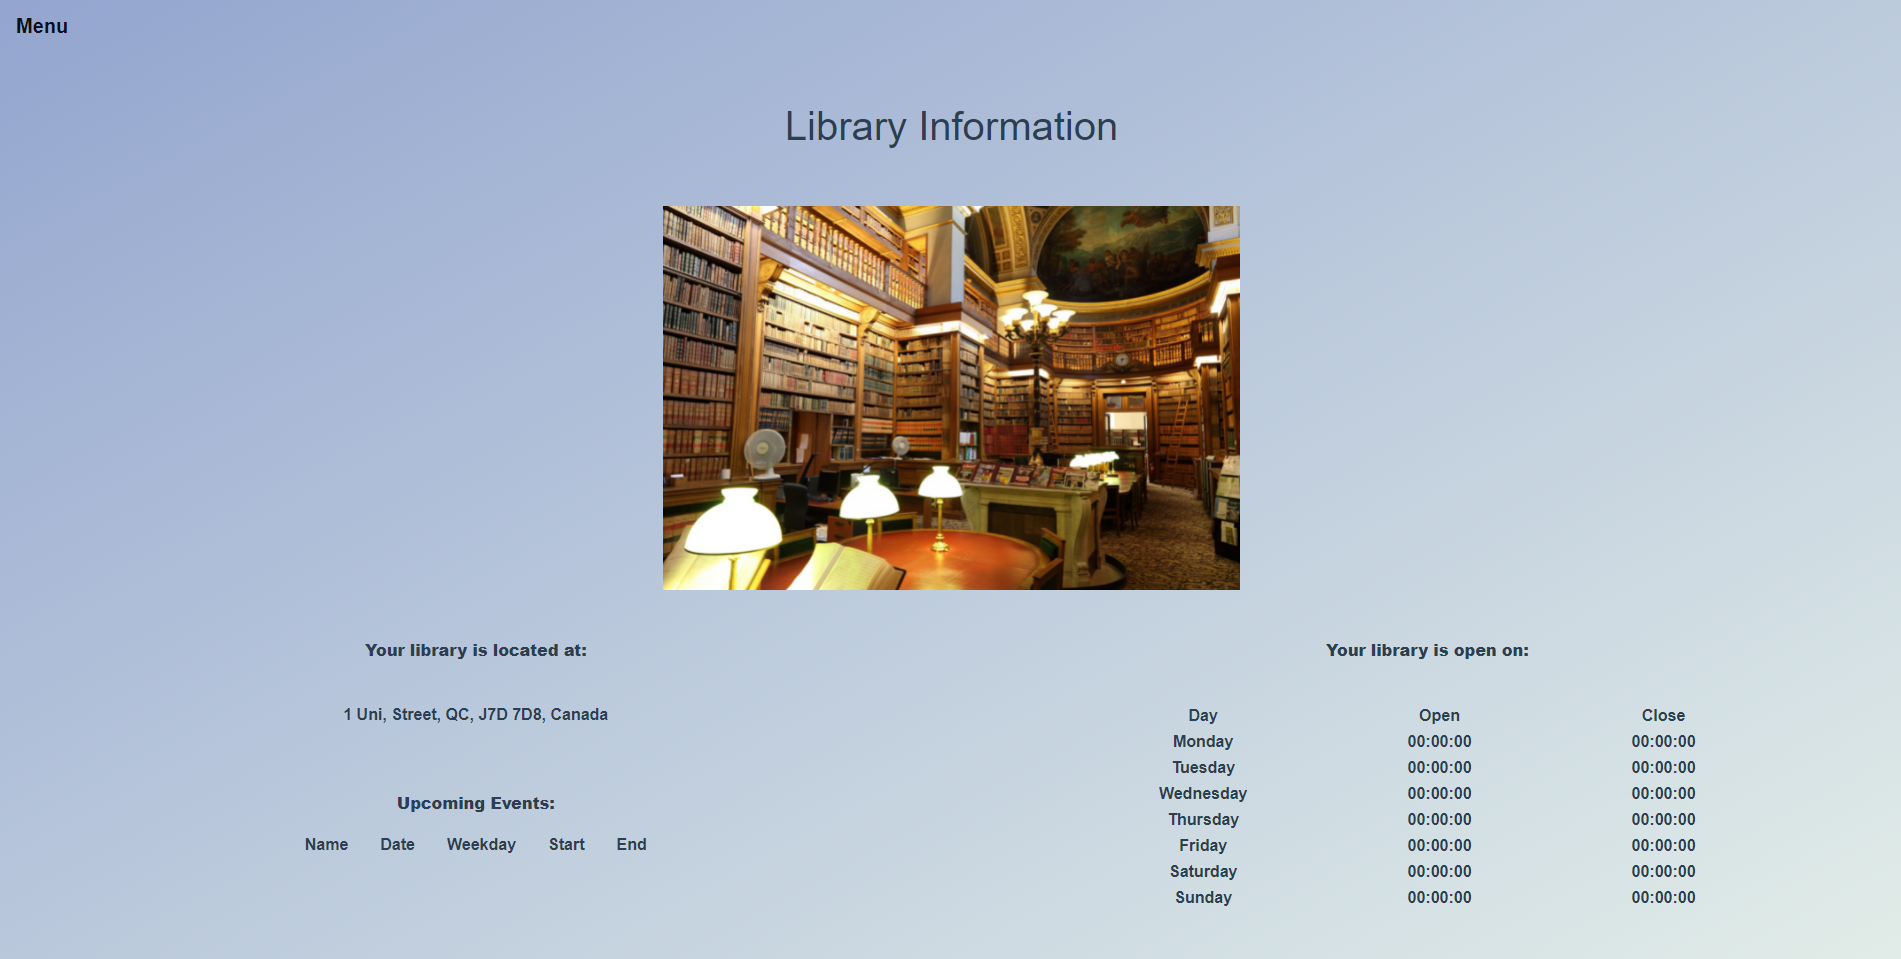 Menu
Library Information
Your library is located at:
1 Uni, Street, QC, J7D 7D8, Canada
Upcoming Events:
Name Date Weekday Start End
Your library is open on:
Day Open Close
Monday 00:00:00 00:00:00
Tuesday 00:00:00 00:00:00
Wednesday 00:00:00 00:00:00
Thursday 00:00:00 00:00:00
Friday 00:00:00 00:00:00
Saturday 00:00:00 00:00:00
Sunday 00:00:00 00:00:00